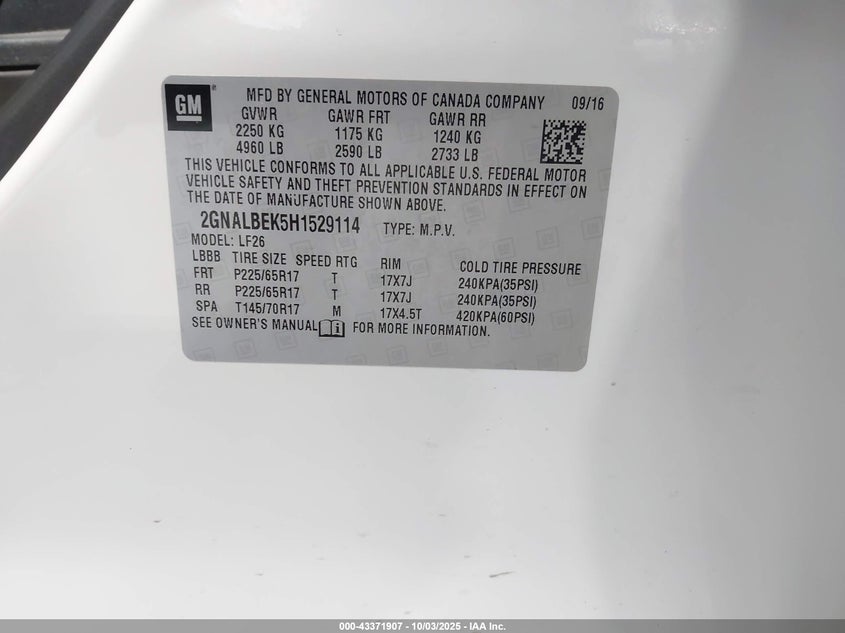 GM
MFD BY GENERAL MOTORS OF CANADA COMPANY 09/16
GVWR GAWR FRT GAWR RR
2250 KG 1175 KG 1240 KG
4960 LB 2590 LB 2733 LB
THIS VEHICLE CONFORMS TO ALL APPLICABLE U.S. FEDERAL MOTOR
VEHICLE SAFETY AND THEFT PREVENTION STANDARDS IN EFFECT ON
THE DATE OF MANUFACTURE SHOWN ABOVE.
2GNALBEK5H1529114 TYPE: M.P.V.
MODEL: LF26
LBBB TIRE SIZE SPEED RTG RIM COLD TIRE PRESSURE
FRT P225/65R17 T 17X7J 240KPA(35PSI)
RR P225/65R17 T 17X7J 240KPA(35PSI)
SPA T145/70R17 M 17X4.5T 420KPA(60PSI)
SEE OWNER'S MANUAL FOR MORE INFORMATION.
000-43371907 - 10/03/2025 - IAA Inc.